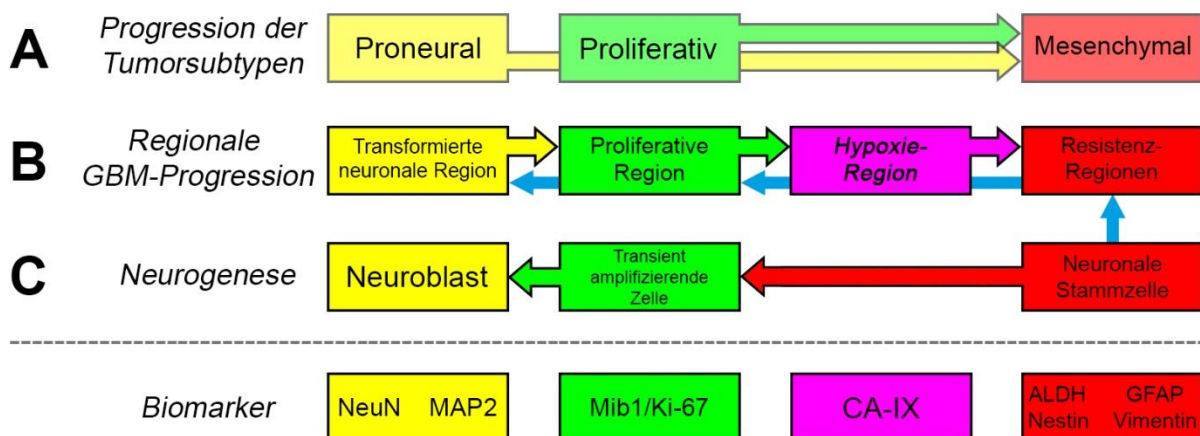 A
Progression der
Tumorsubtypen
Proneural
Proliferativ
Mesenchymal
B
Regionale
GBM-Progression
Transformierte
neuronale Region
Proliferative
Region
Hypoxie-
Region
Resistenz-
Regionen
C
Neurogenese
Neuroblast
Transient
amplifizierende
Zelle
Neuronale
Stammzelle
Biomarker
NeuN MAP2
Mib1/Ki-67
CA-IX
ALDH GFAP
Nestin Vimentin